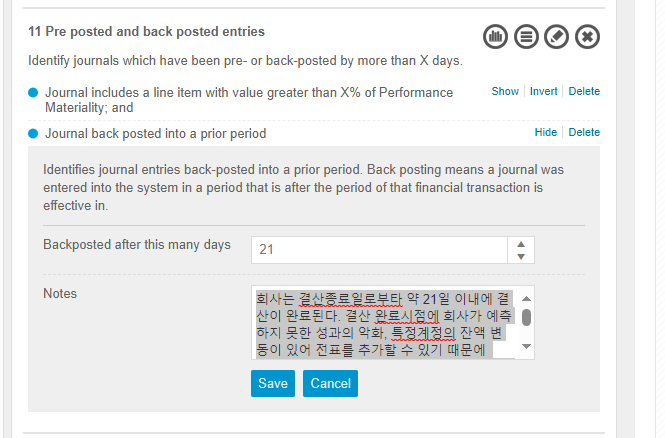 11 Pre posted and back posted entries
Identify journals which have been pre- or back-posted by more than X days.
Journal includes a line item with value greater than X% of Performance
Show Invert Delete
Materiality; and
Journal back posted into a prior period
Hide Delete
Identifies journal entries back-posted into a prior period. Back posting means a journal was
entered into the system in a period that is after the period of that financial transaction is
effective in.
Backposted after this many days
21
Notes
회사는 결산종료일로부타 약 21일 이내에 결
산이 완료된다. 결산 완료시점에 회사가 예측
하지 못한 성과의 악화, 특정계정의 잔액 변
동이 있어 전표를 추가할 수 있기 때문에
Save Cancel